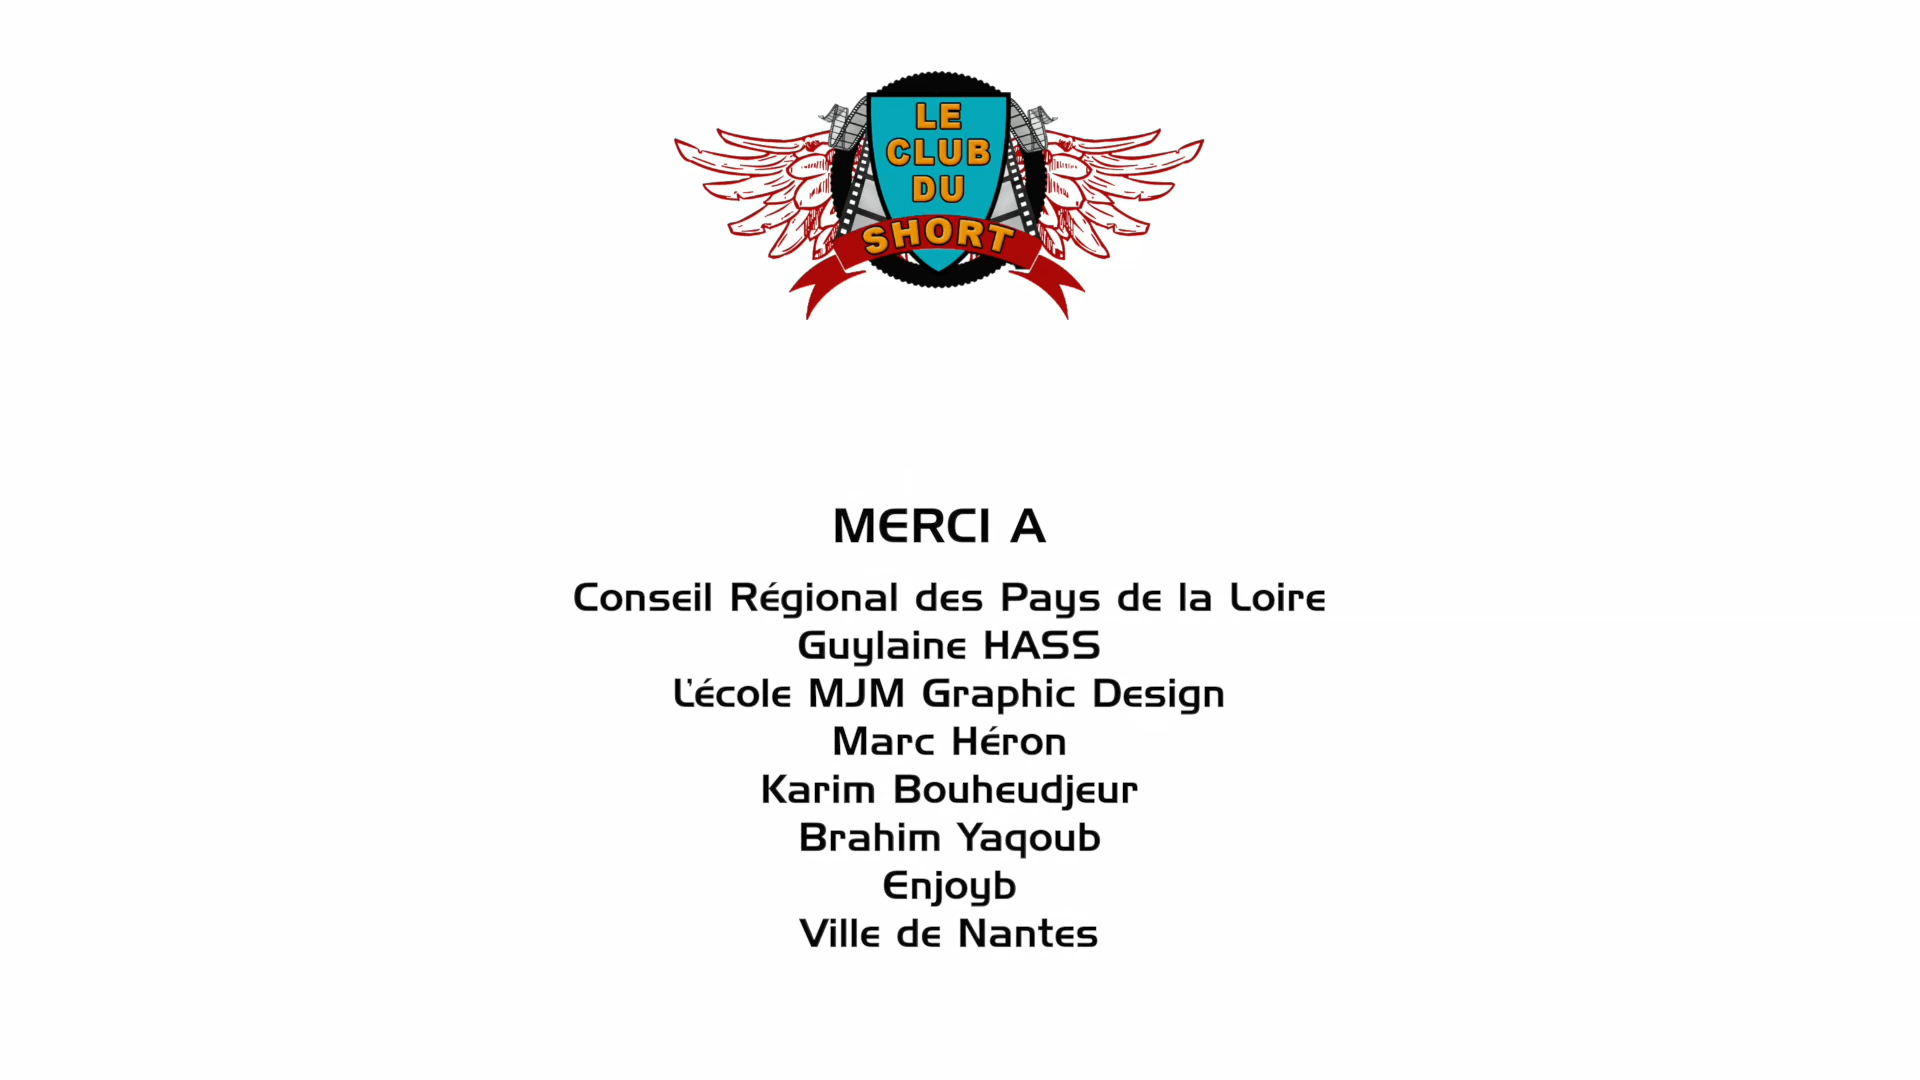 LE
CLUB
DU
SHORT
MERCI A
Conseil Régional des Pays de la Loire
Guylaine HASS
L'école MJM Graphic Design
Marc Héron
Karim Bouheudjeur
Brahim Yaqoub
Enjoyb
Ville de Nantes